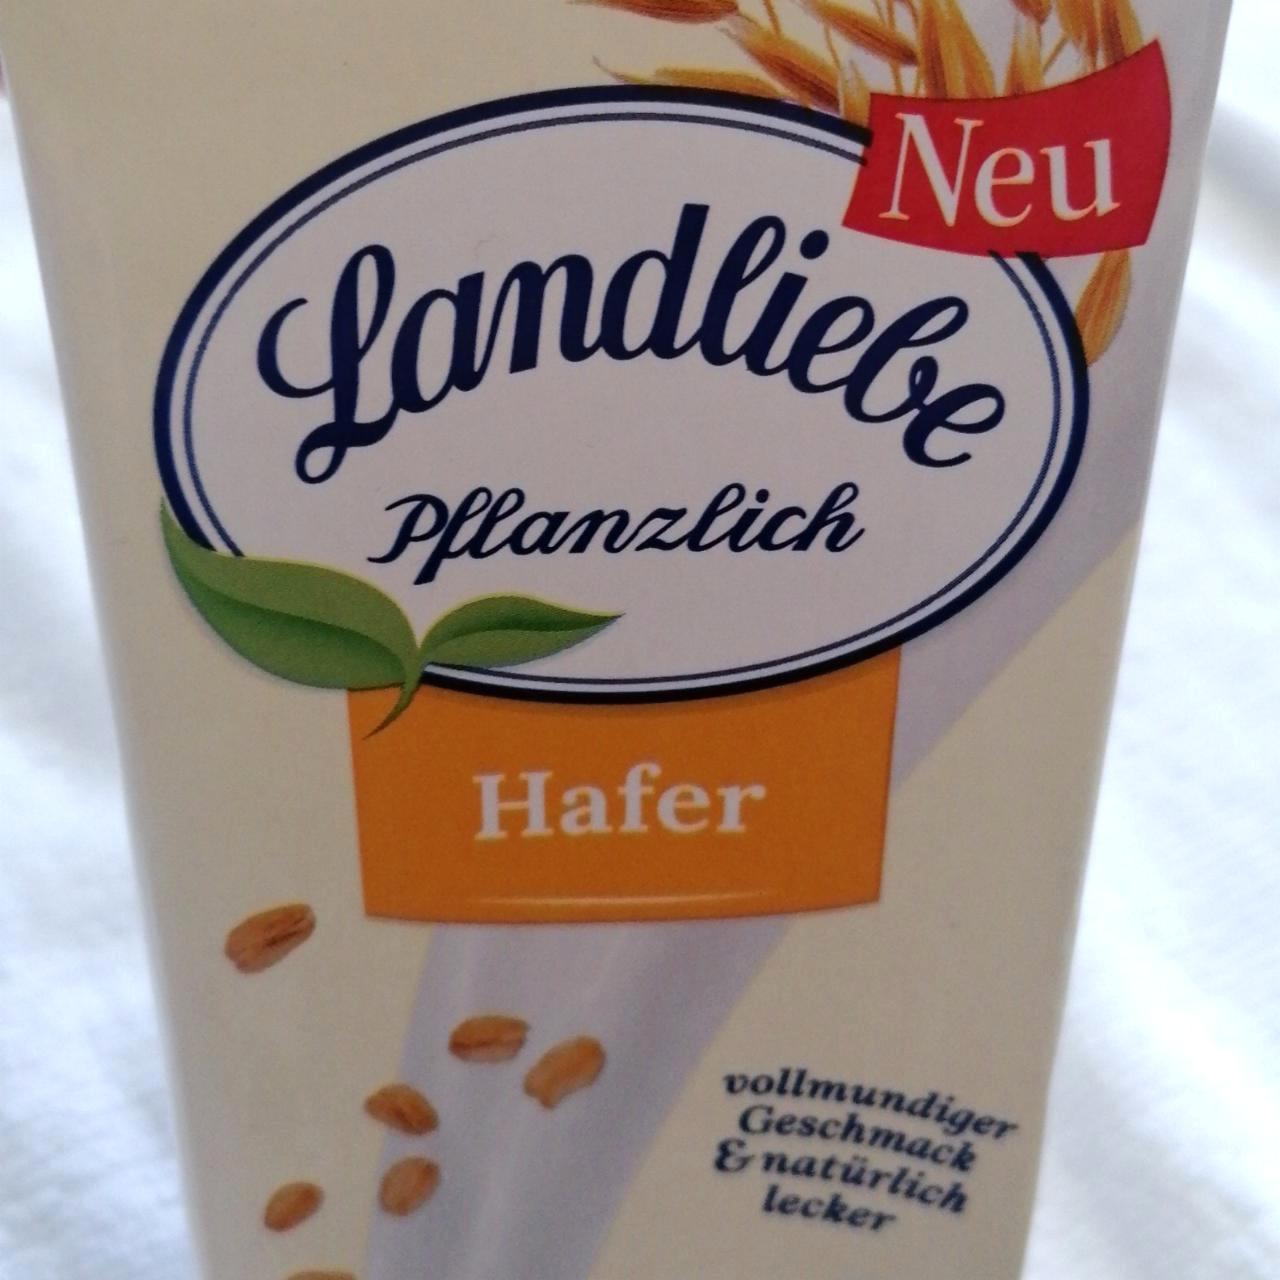 Neu
Landliebe
Pflanzlich
Hafer
vollmundiger
Geschmack
& natürlich
lecker